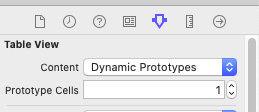 Table View
Content Dynamic Prototypes
Prototype Cells 1